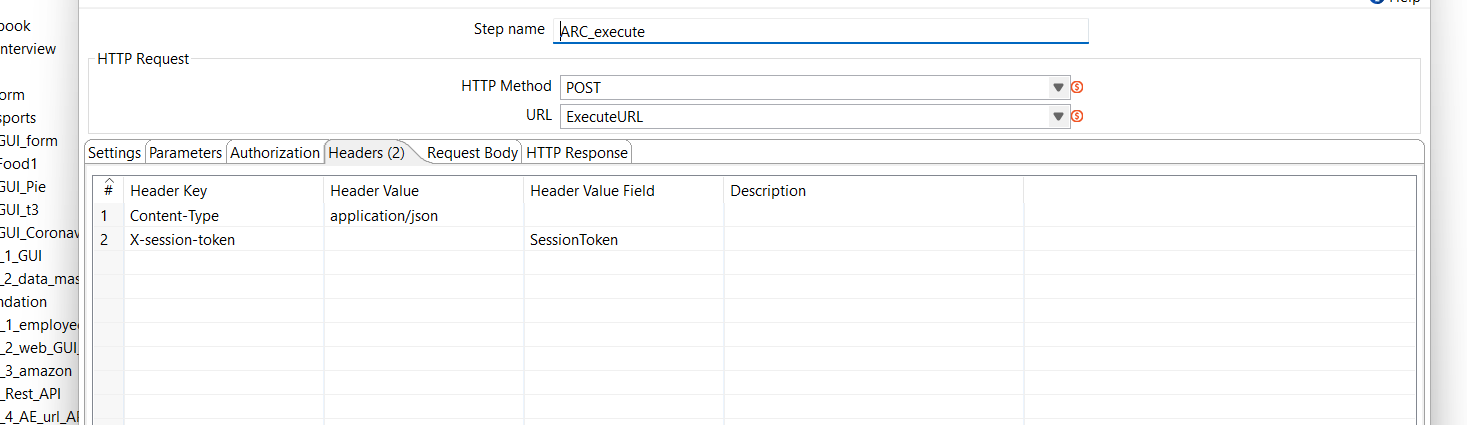 Help
book
nterview
orm
sports
GUI_form
Food1
GUI_Pie
GUI_t3
GUI_Coronav
_1_GUI
_2_data_mas
ndation
_1_employe
_2_web_GUI_
_3_amazon
_Rest_API
_4_AE_url_AP
Step name ARC_execute
HTTP Request
HTTP Method POST
URL ExecuteURL
Settings Parameters Authorization Headers (2) Request Body HTTP Response
# Header Key Header Value Header Value Field Description
1 Content-Type application/json
2 X-session-token SessionToken